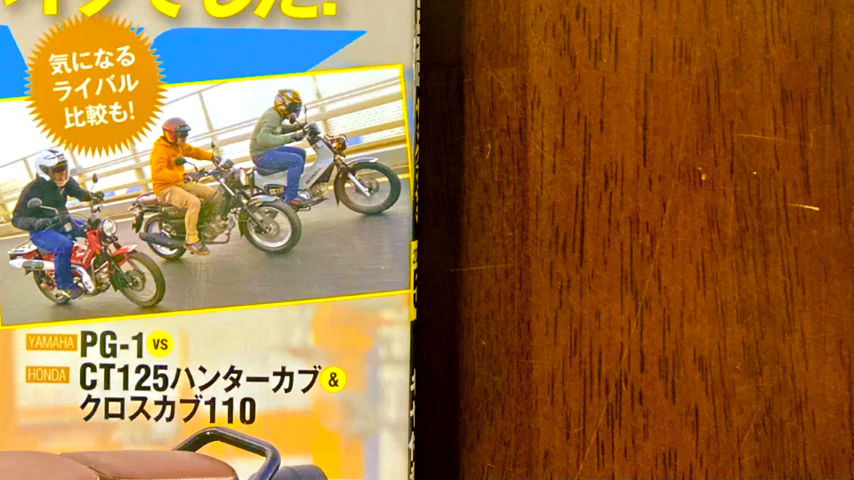 気になる
ライバル
比較も!
YAMAHA PG-1 VS
HONDA CT125ハンターカブ&
クロスカブ110